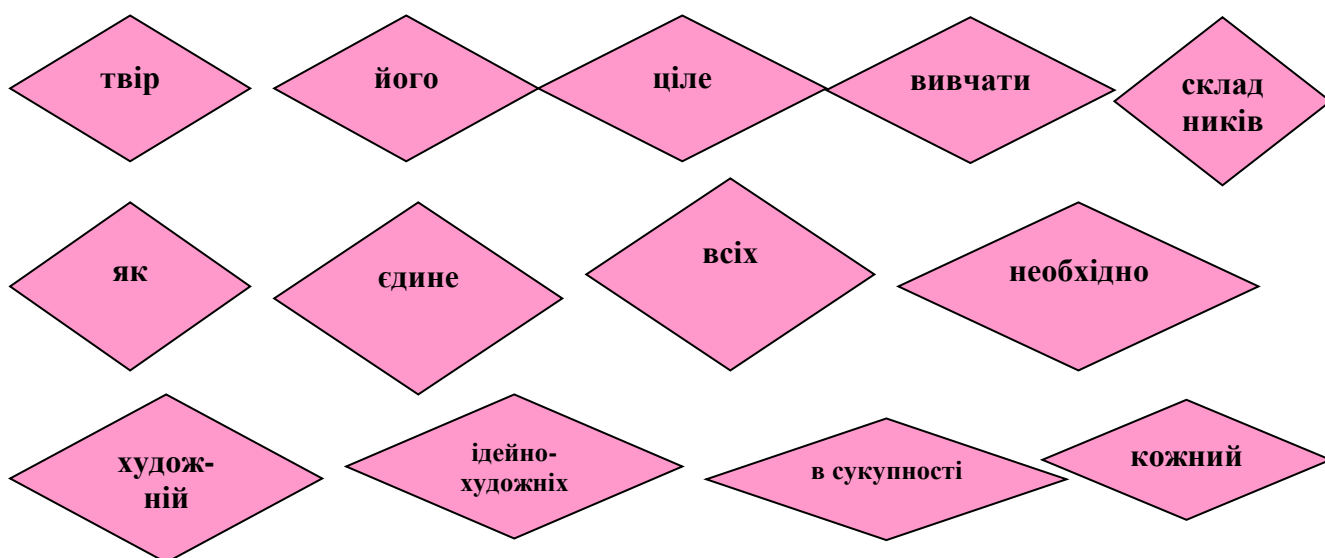 твір
його
ціле
вивчати
склад
ників
як
єдине
всіх
необхідно
худож-
ній
ідейно-
художніх
в сукупності
кожний